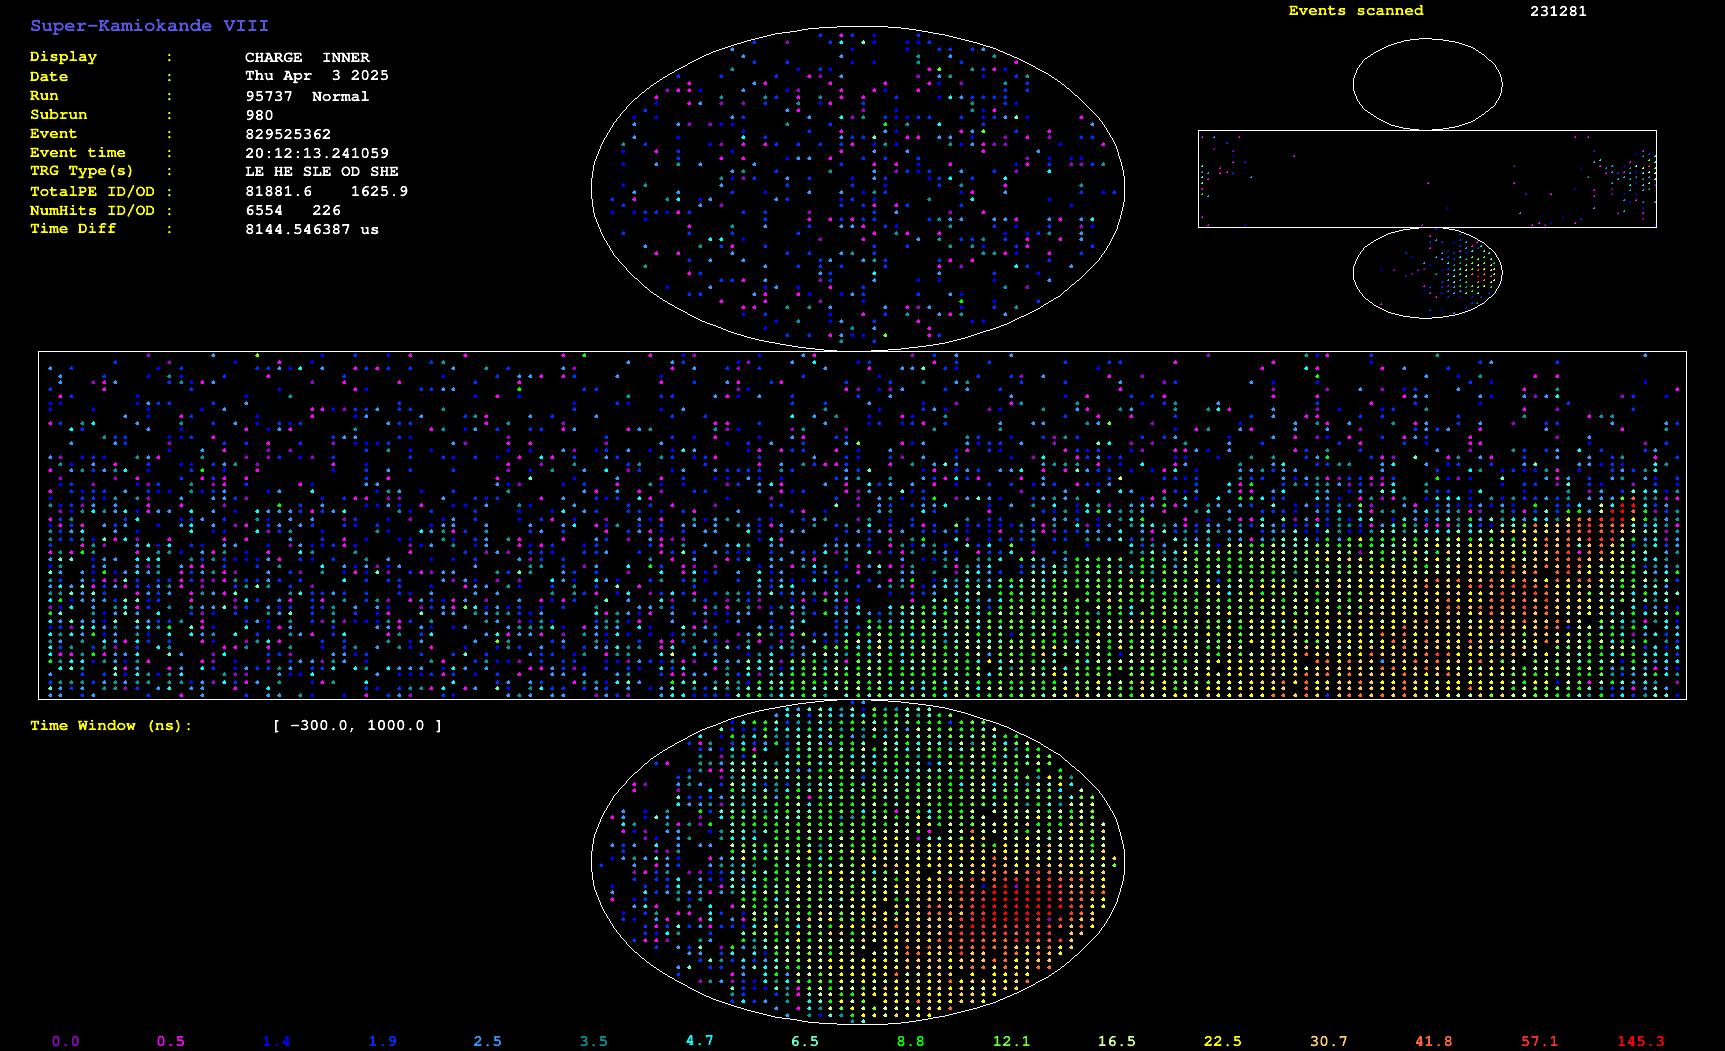 Super-Kamiokande VIII
Events scanned 231281
Display : CHARGE INNER
Date : Thu Apr 3 2025
Run : 95737 Normal
Subrun : 980
Event : 829525362
Event time : 20:12:13.241059
TRG Type(s) : LE HE SLE OD SHE
TotalPE ID/OD : 81881.6 1625.9
NumHits ID/OD : 6554 226
Time Diff : 8144.546387 us
Time Window (ns): [ -300.0, 1000.0 ]
0.0 0.5 1.4 1.9 2.5 3.5 4.7 6.5 8.8 12.1 16.5 22.5 30.7 41.8 57.1 145.3